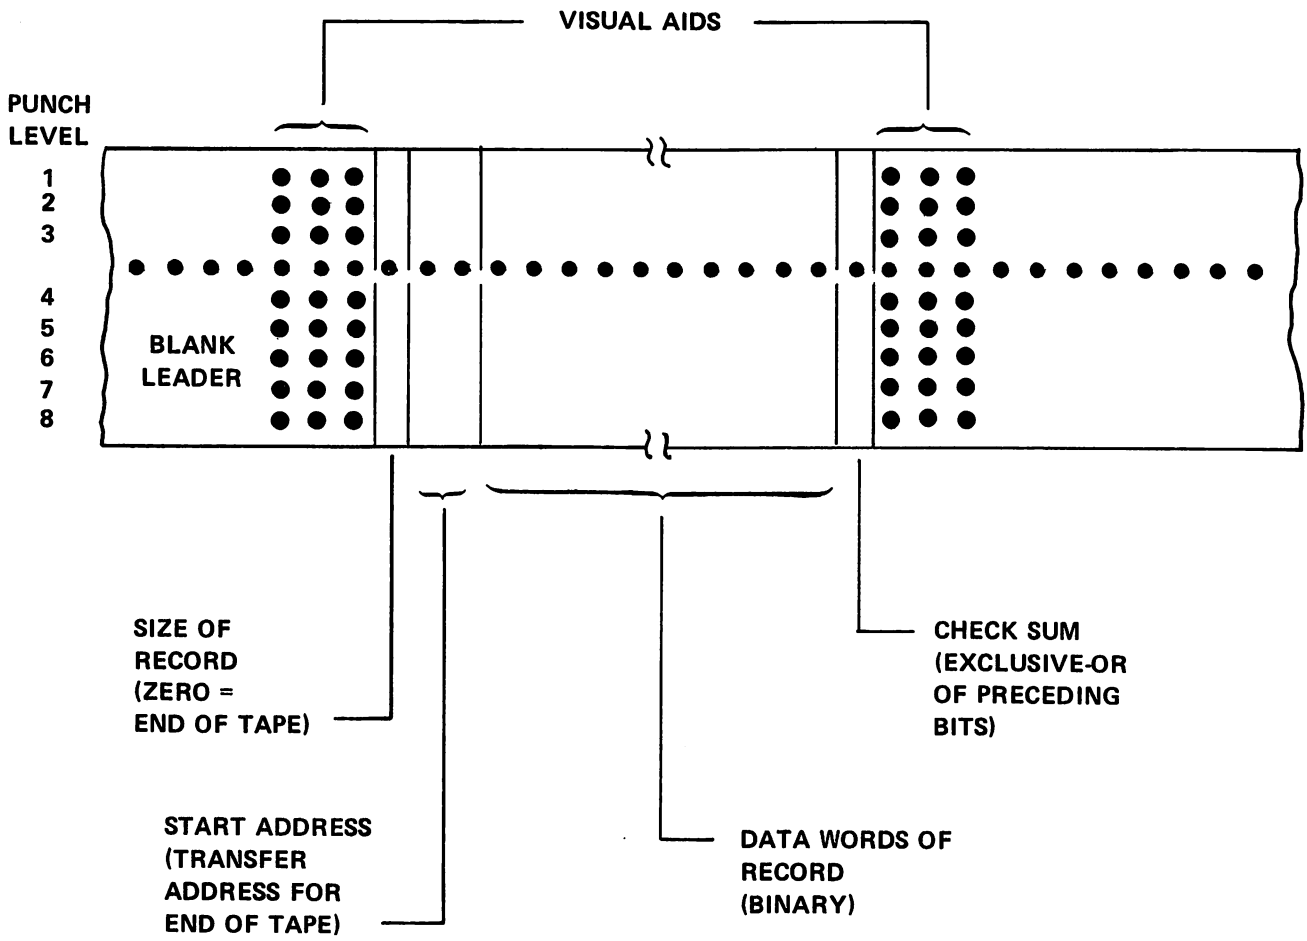 VISUAL AIDS
PUNCH
LEVEL
1
2
3
4
5
6
7
8
BLANK
LEADER
SIZE OF
RECORD
(ZERO =
END OF TAPE)
CHECK SUM
(EXCLUSIVE-OR
OF PRECEDING
BITS)
START ADDRESS
(TRANSFER
ADDRESS FOR
END OF TAPE)
DATA WORDS OF
RECORD
(BINARY)